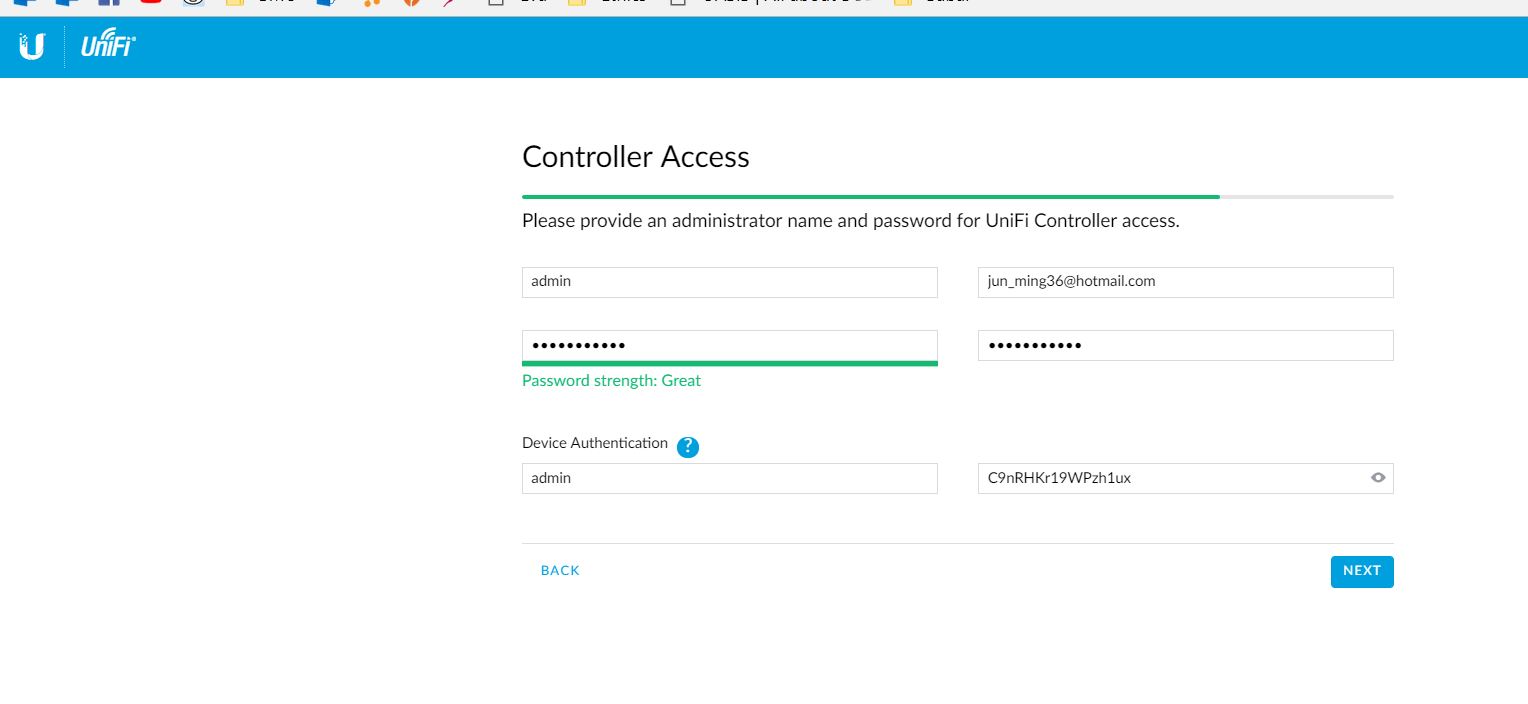 UniFi
Controller Access
Please provide an administrator name and password for UniFi Controller access.
admin
jun_ming36@hotmail.com
•••••••••••
•••••••••••
Password strength: Great
Device Authentication ?
admin
C9nRHKr19WPzh1ux
BACK
NEXT